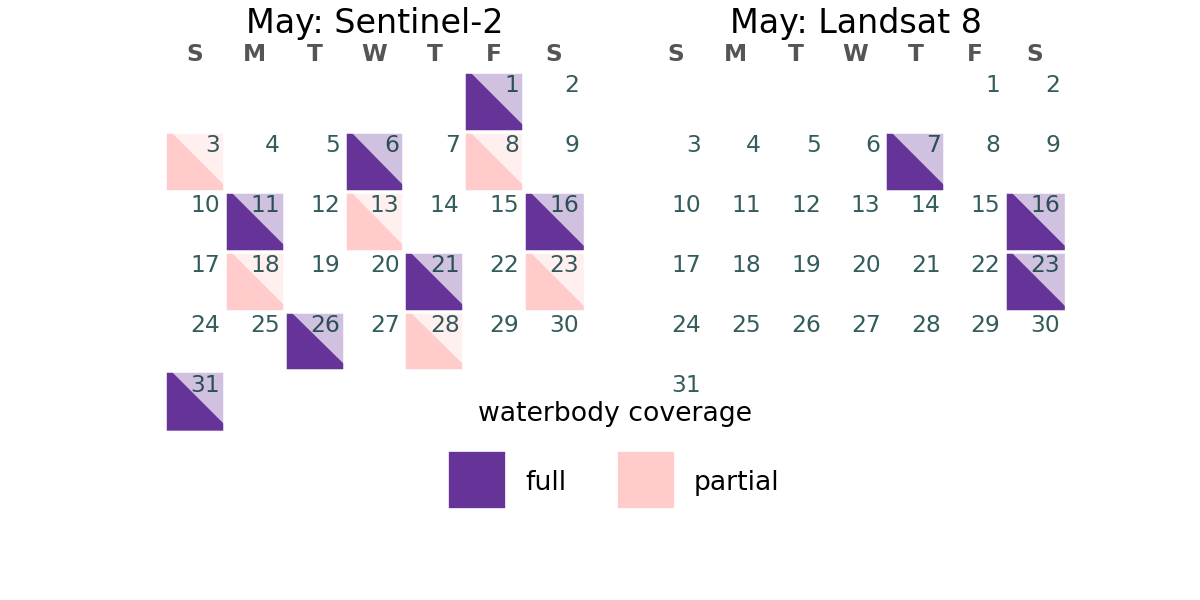 May: Sentinel-2
S M T W T F S
1 2
3 4 5 6 7 8 9
10 11 12 13 14 15 16
17 18 19 20 21 22 23
24 25 26 27 28 29 30
31
May: Landsat 8
S M T W T F S
1 2
3 4 5 6 7 8 9
10 11 12 13 14 15 16
17 18 19 20 21 22 23
24 25 26 27 28 29 30
31
waterbody coverage
full partial